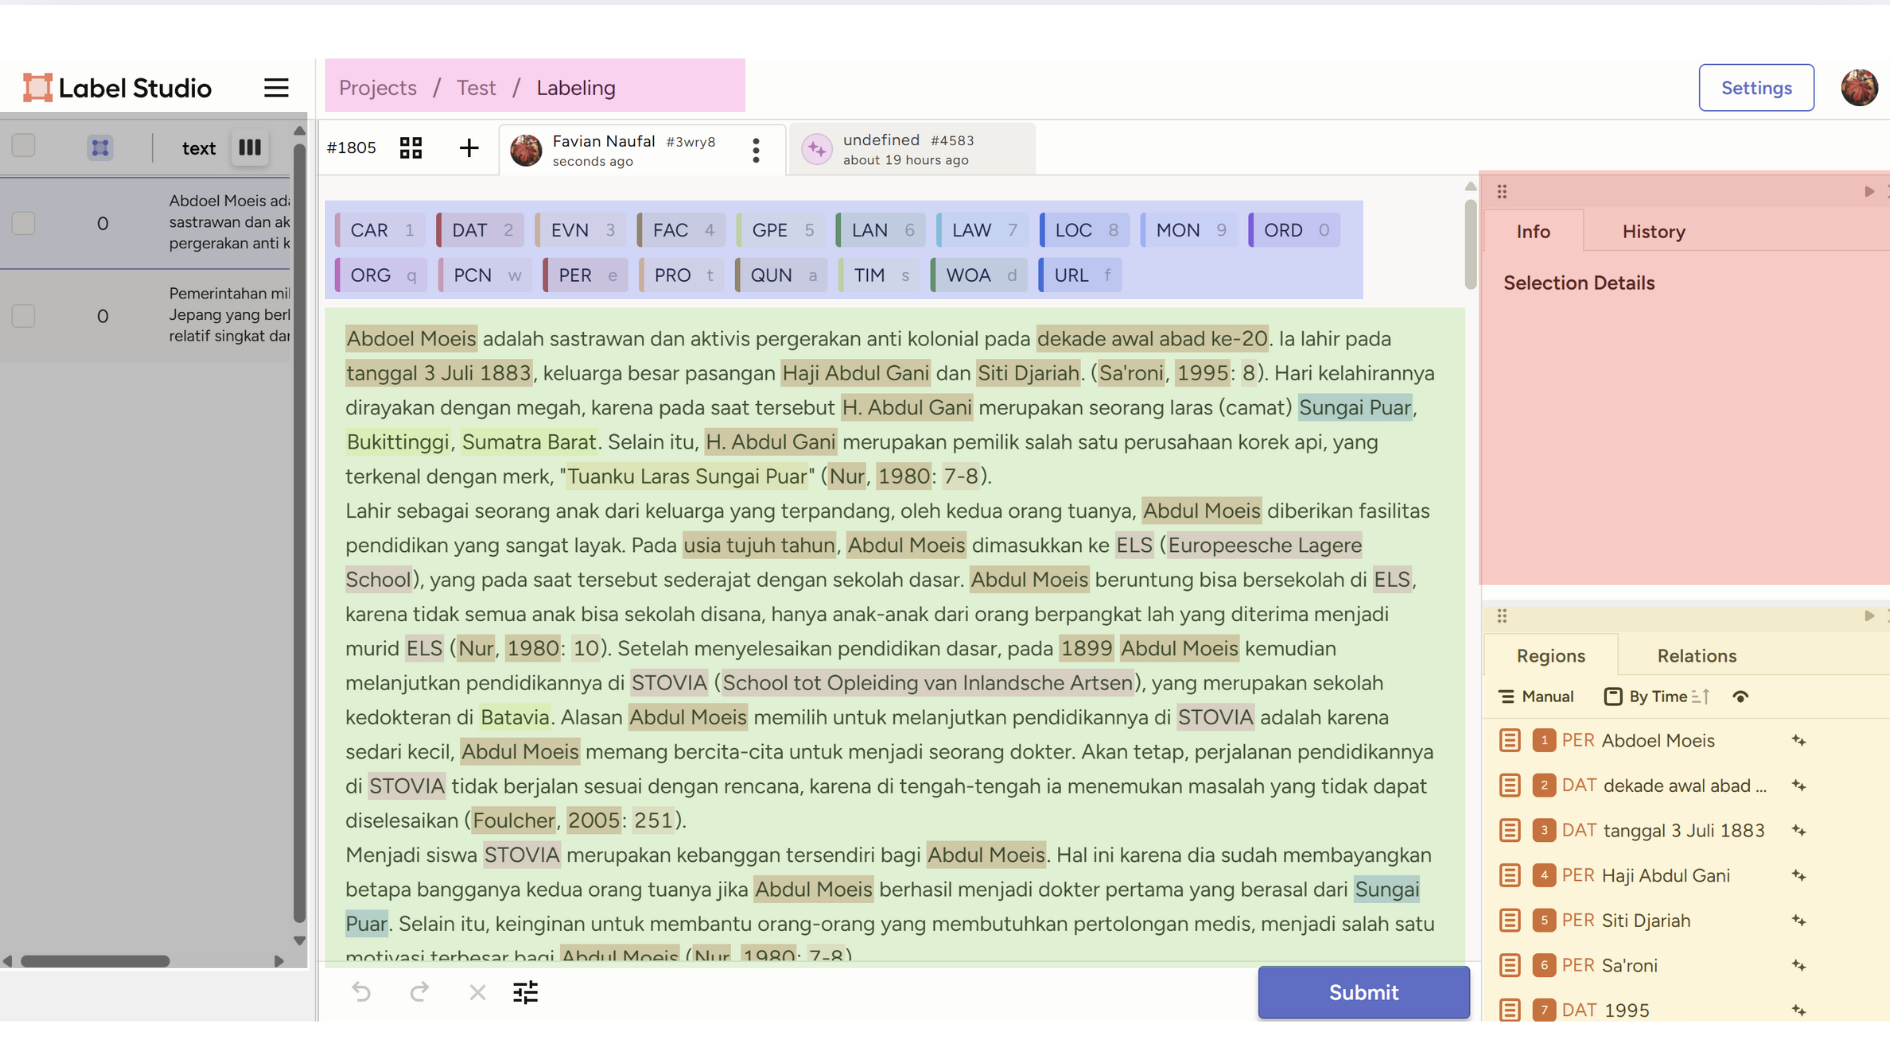 Label Studio
Projects / Test / Labeling
Settings
text
#1805
Favian Naufal #3wry8
seconds ago
undefined #4583
about 19 hours ago
0
Abdoel Moeis ada
sastrawan dan ak
pergerakan anti k
0
Pemerintahan mil
Jepang yang berl
relatif singkat dar
CAR 1 DAT 2 EVN 3 FAC 4 GPE 5 LAN 6 LAW 7 LOC 8 MON 9 ORD 0
ORG q PCN w PER e PRO t QUN a TIM s WOA d URL f
Abdoel Moeis adalah sastrawan dan aktivis pergerakan anti kolonial pada dekade awal abad ke-20. Ia lahir pada
tanggal 3 Juli 1883, keluarga besar pasangan Haji Abdul Gani dan Siti Djariah. (Sa'roni, 1995: 8). Hari kelahirannya
dirayakan dengan megah, karena pada saat tersebut H. Abdul Gani merupakan seorang laras (camat) Sungai Puar,
Bukittinggi, Sumatra Barat. Selain itu, H. Abdul Gani merupakan pemilik salah satu perusahaan korek api, yang
terkenal dengan merk, "Tuanku Laras Sungai Puar" (Nur, 1980: 7-8).
Lahir sebagai seorang anak dari keluarga yang terpandang, oleh kedua orang tuanya, Abdul Moeis diberikan fasilitas
pendidikan yang sangat layak. Pada usia tujuh tahun, Abdul Moeis dimasukkan ke ELS (Europeesche Lagere
School), yang pada saat tersebut sederajat dengan sekolah dasar. Abdul Moeis beruntung bisa bersekolah di ELS,
karena tidak semua anak bisa sekolah disana, hanya anak-anak dari orang berpangkat lah yang diterima menjadi
murid ELS (Nur, 1980: 10). Setelah menyelesaikan pendidikan dasar, pada 1899 Abdul Moeis kemudian
melanjutkan pendidikannya di STOVIA (School tot Opleiding van Inlandsche Artsen), yang merupakan sekolah
kedokteran di Batavia. Alasan Abdul Moeis memilih untuk melanjutkan pendidikannya di STOVIA adalah karena
sedari kecil, Abdul Moeis memang bercita-cita untuk menjadi seorang dokter. Akan tetap, perjalanan pendidikannya
di STOVIA tidak berjalan sesuai dengan rencana, karena di tengah-tengah ia menemukan masalah yang tidak dapat
diselesaikan (Foulcher, 2005: 251).
Menjadi siswa STOVIA merupakan kebanggan tersendiri bagi Abdul Moeis. Hal ini karena dia sudah membayangkan
betapa bangganya kedua orang tuanya jika Abdul Moeis berhasil menjadi dokter pertama yang berasal dari Sungai
Puar. Selain itu, keinginan untuk membantu orang-orang yang membutuhkan pertolongan medis, menjadi salah satu
motivasi terbesar bagi Abdul Moeis (Nur, 1980: 7-8)
Submit
Info History
Selection Details
Regions Relations
Manual By Time
1 PER Abdoel Moeis
2 DAT dekade awal abad ...
3 DAT tanggal 3 Juli 1883
4 PER Haji Abdul Gani
5 PER Siti Djariah
6 PER Sa'roni
7 DAT 1995